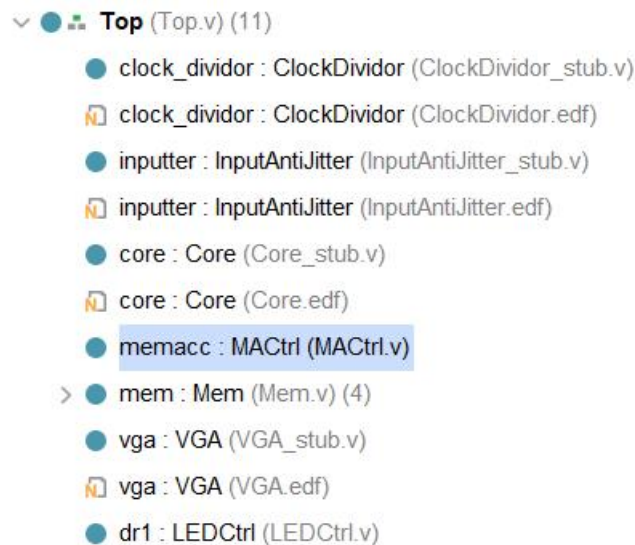 Top (Top.v) (11)
clock_dividor : ClockDividor (ClockDividor_stub.v)
clock_dividor : ClockDividor (ClockDividor.edf)
inputter : InputAntiJitter (InputAntiJitter_stub.v)
inputter : InputAntiJitter (InputAntiJitter.edf)
core : Core (Core_stub.v)
core : Core (Core.edf)
memacc : MACtrl (MACtrl.v)
mem : Mem (Mem.v) (4)
vga : VGA (VGA_stub.v)
vga : VGA (VGA.edf)
dr1 : LEDCtrl (LEDCtrl.v)